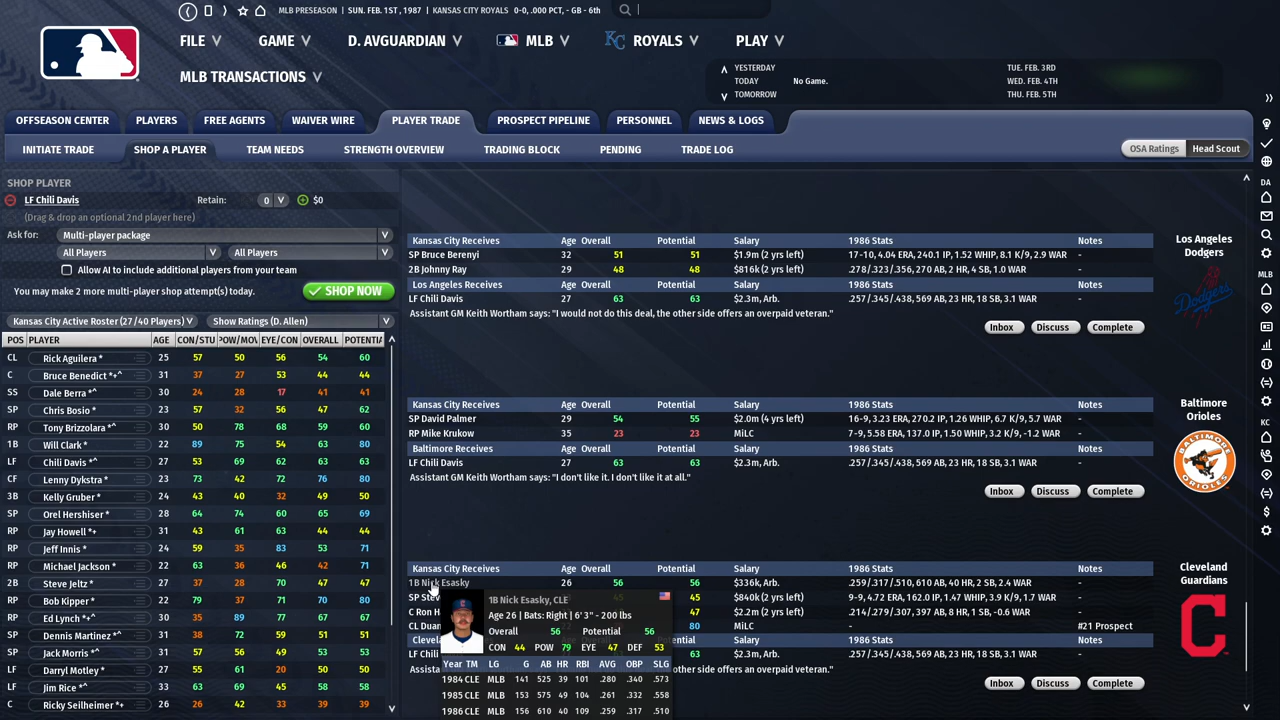 MLB PRESEASON | SUN. FEB. 1ST, 1987 | KANSAS CITY ROYALS 0-0, .000 PCT, - GB - 6th
FILE GAME D. AVGUARDIAN MLB ROYALS PLAY
MLB TRANSACTIONS
YESTERDAY TUE. FEB. 3RD
TODAY No Game. WED. FEB. 4TH
TOMORROW THU. FEB. 5TH
OFFSEASON CENTER PLAYERS FREE AGENTS WAIVER WIRE PLAYER TRADE PROSPECT PIPELINE PERSONNEL NEWS & LOGS
INITIATE TRADE SHOP A PLAYER TEAM NEEDS STRENGTH OVERVIEW TRADING BLOCK PENDING TRADE LOG OSA Ratings Head Scout
SHOP PLAYER
LF Chili Davis Retain: 0 $0
(Drag & drop an optional 2nd player here)
Ask for: Multi-player package
All Players All Players
Allow AI to include additional players from your team
You may make 2 more multi-player shop attempt(s) today. SHOP NOW
Kansas City Active Roster (27/40 Players) Show Ratings (D. Allen)
POS PLAYER AGE CON/STU POW/MOV EYE/CON OVERALL POTENTIA
CL Rick Aguilera * 25 57 50 56 54 60
C Bruce Benedict *+^ 31 37 27 53 44 44
SS Dale Berra *^ 30 24 28 17 41 41
SP Chris Bosio * 23 57 32 56 47 62
RP Tony Brizzolara *^ 30 50 78 68 59 60
1B Will Clark * 22 89 75 54 63 80
LF Chili Davis *^ 27 53 69 62 63 63
CF Lenny Dykstra * 23 73 42 72 76 80
3B Kelly Gruber * 24 43 40 32 49 50
SP Orel Hershiser * 28 64 74 60 65 69
RP Jay Howell *+ 31 43 61 63 44 44
RP Jeff Innis * 24 59 35 83 53 71
RP Michael Jackson * 22 63 36 46 42 71
2B Steve Jeltz * 27 37 28 70 47 47
RP Bob Kipper * 22 79 37 71 70 80
RP Ed Lynch *+^ 30 35 89 77 67 67
SP Dennis Martinez *^ 31 38 72 59 51
SP Jack Morris *^ 31 57 56 49 53 53
LF Darryl Motley * 27 55 61 20 50 50
LF Jim Rice *^ 33 63 69 45 58 58
C Ricky Seilheimer *+ 26 26 42 33 39 39
Kansas City Receives Age Overall Potential Salary 1986 Stats Notes
SP Bruce Berenyi 32 51 51 $1.9m (2 yrs left) 17-10, 4.04 ERA, 240.1 IP, 1.52 WHIP, 8.1 K/9, 2.9 WAR -
2B Johnny Ray 29 48 48 $816k (2 yrs left) .278/.323/.356, 270 AB, 2 HR, 4 SB, 1.0 WAR -
Los Angeles Receives Age Overall Potential Salary 1986 Stats Notes
LF Chili Davis 27 63 63 $2.3m, Arb. .257/.345/.438, 569 AB, 23 HR, 18 SB, 3.1 WAR -
Assistant GM Keith Wortham says: "I would not do this deal, the other side offers an overpaid veteran."
Inbox Discuss Complete
Los Angeles
Dodgers
Dodgers
Kansas City Receives Age Overall Potential Salary 1986 Stats Notes
SP David Palmer 29 54 55 $2.0m (4 yrs left) 16-9, 3.23 ERA, 270.2 IP, 1.26 WHIP, 6.7 K/9, 5.7 WAR -
RP Mike Krukow 35 23 23 MiLC 7-9, 5.58 ERA, 137.0 IP, 1.50 WHIP, 3.2 K/9, -1.2 WAR -
Baltimore Receives Age Overall Potential Salary 1986 Stats Notes
LF Chili Davis 27 63 63 $2.3m, Arb. .257/.345/.438, 569 AB, 23 HR, 18 SB, 3.1 WAR -
Assistant GM Keith Wortham says: "I don't like it. I don't like it at all."
Inbox Discuss Complete
Baltimore
Orioles
Kansas City Receives Age Overall Potential Salary 1986 Stats Notes
1B Nick Esasky 26 56 56 $336k, Arb. .259/.317/.510, 610 AB, 40 HR, 2 SB, 2.4 WAR -
SP 45 $840k (2 yrs left) 9-9, 4.72 ERA, 162.0 IP, 1.61 WHIP, 4.8 K/9, 0.5 WAR -
C Ron 47 $2.2m (2 yrs left) .214/.279/.307, 397 AB, 8 HR, 1 SB, -0.6 WAR -
CL 80 MiLC - #21 Prospect
Age Overall Potential Salary 1986 Stats Notes
LF Chili 63 $2.3m, Arb. .257/.345/.438, 569 AB, 23 HR, 18 SB, 3.1 WAR -
other side offers an overpaid veteran."
Inbox Discuss Complete
Cleveland
Guardians
1B Nick Esasky, CLE
Age 26 | Bats: Right | 6' 3" - 200 lbs
Overall 56 Potential 56
CON 44 POW EYE 47 DEF 53
Year TM LG G AB RBI AVG OBP SLG
1984 CLE MLB 141 39 101 .280 .340 .573
1985 CLE MLB 153 575 49 104 .261 .332 .558
1986 CLE MLB 156 610 40 109 .259 .317 .510
DA
MLB
KC